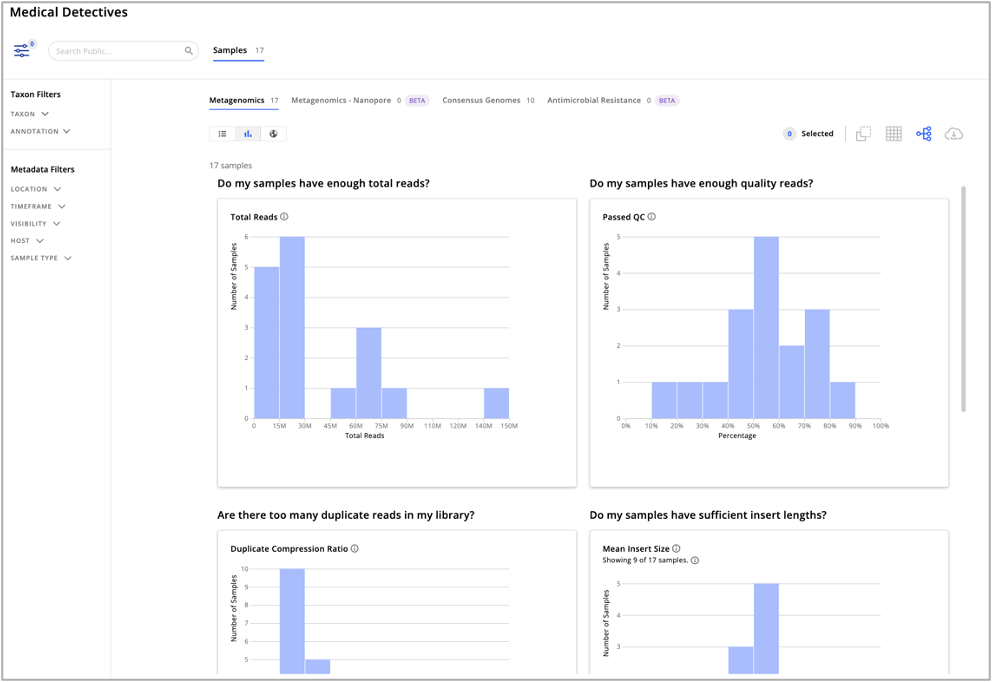 Medical Detectives
0
Search Public...
Samples 17
Taxon Filters
TAXON
ANNOTATION
Metadata Filters
LOCATION
TIMEFRAME
VISIBILITY
HOST
SAMPLE TYPE
Metagenomics 17 Metagenomics - Nanopore 0 BETA Consensus Genomes 10 Antimicrobial Resistance 0 BETA
0 Selected
17 samples
Do my samples have enough total reads?
Total Reads
Number of Samples
6
5
4
3
2
1
0
0 15M 30M 45M 60M 75M 90M 110M 120M 140M 150M
Total Reads
Do my samples have enough quality reads?
Passed QC
Number of Samples
5
4
3
2
1
0
0% 10% 20% 30% 40% 50% 60% 70% 80% 90% 100%
Percentage
Are there too many duplicate reads in my library?
Duplicate Compression Ratio
Number of Samples
10
9
8
7
6
5
Do my samples have sufficient insert lengths?
Mean Insert Size
Showing 9 of 17 samples.
Number of Samples
5
4
3